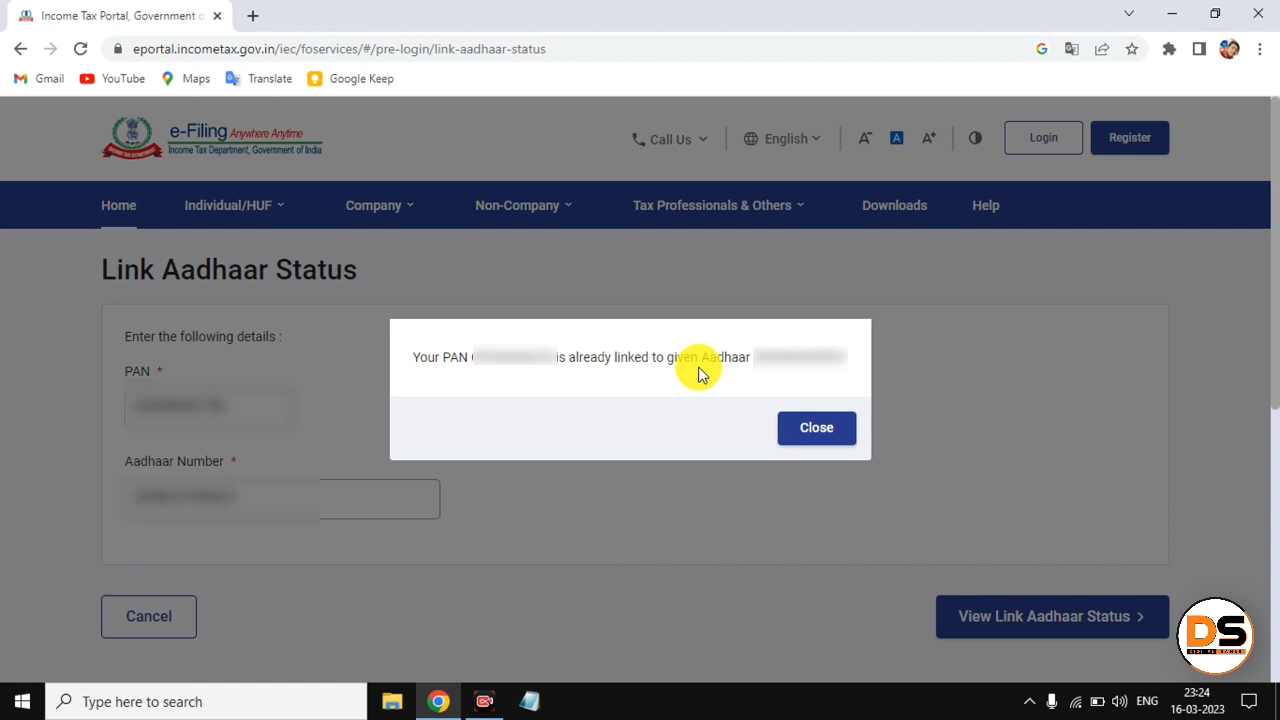 Income Tax Portal, Government o
eportal.incometax.gov.in/iec/foservices/#/pre-login/link-aadhaar-status
Gmail YouTube Maps Translate Google Keep
e-Filing Anywhere Anytime
Income Tax Department, Government of India
Call Us English A A A+ Login Register
Home Individual/HUF Company Non-Company Tax Professionals & Others Downloads Help
Link Aadhaar Status
Enter the following details :
Your PAN is already linked to given Aadhaar
PAN *
Close
Aadhaar Number *
Cancel View Link Aadhaar Status >
DS
Type here to search
ENG
23:24
16-03-2023